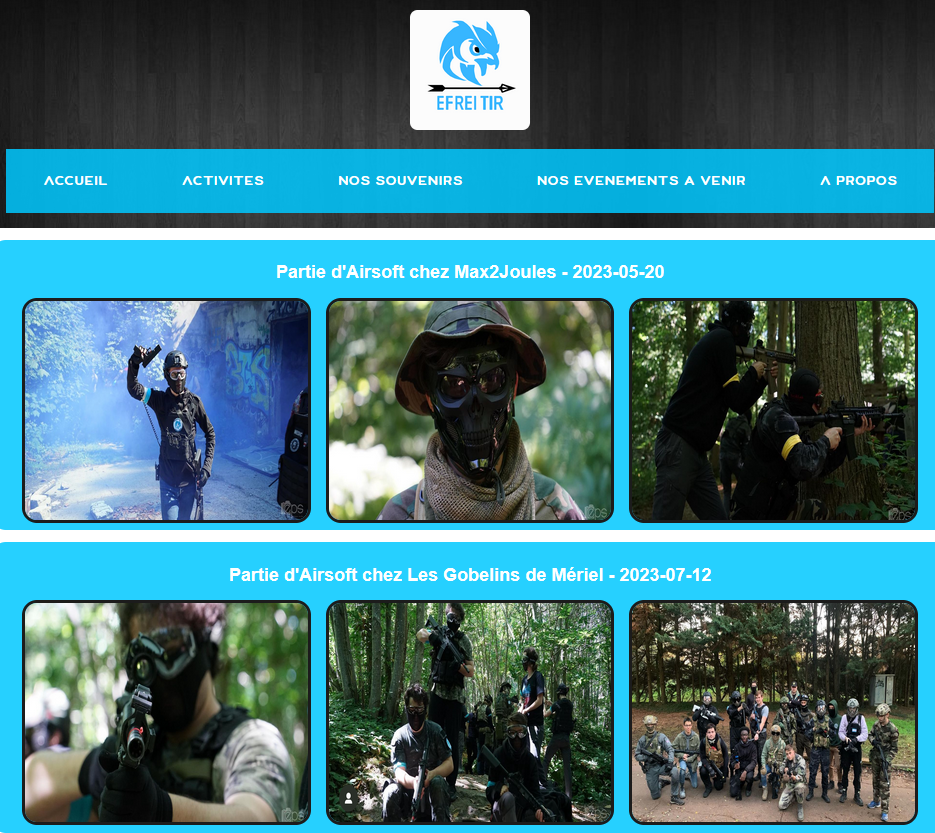 EFREI TIR
ACCUEIL
ACTIVITES
NOS SOUVENIRS
NOS EVENEMENTS A VENIR
A PROPOS
Partie d'Airsoft chez Max2Joules - 2023-05-20
Partie d'Airsoft chez Les Gobelins de Mériel - 2023-07-12